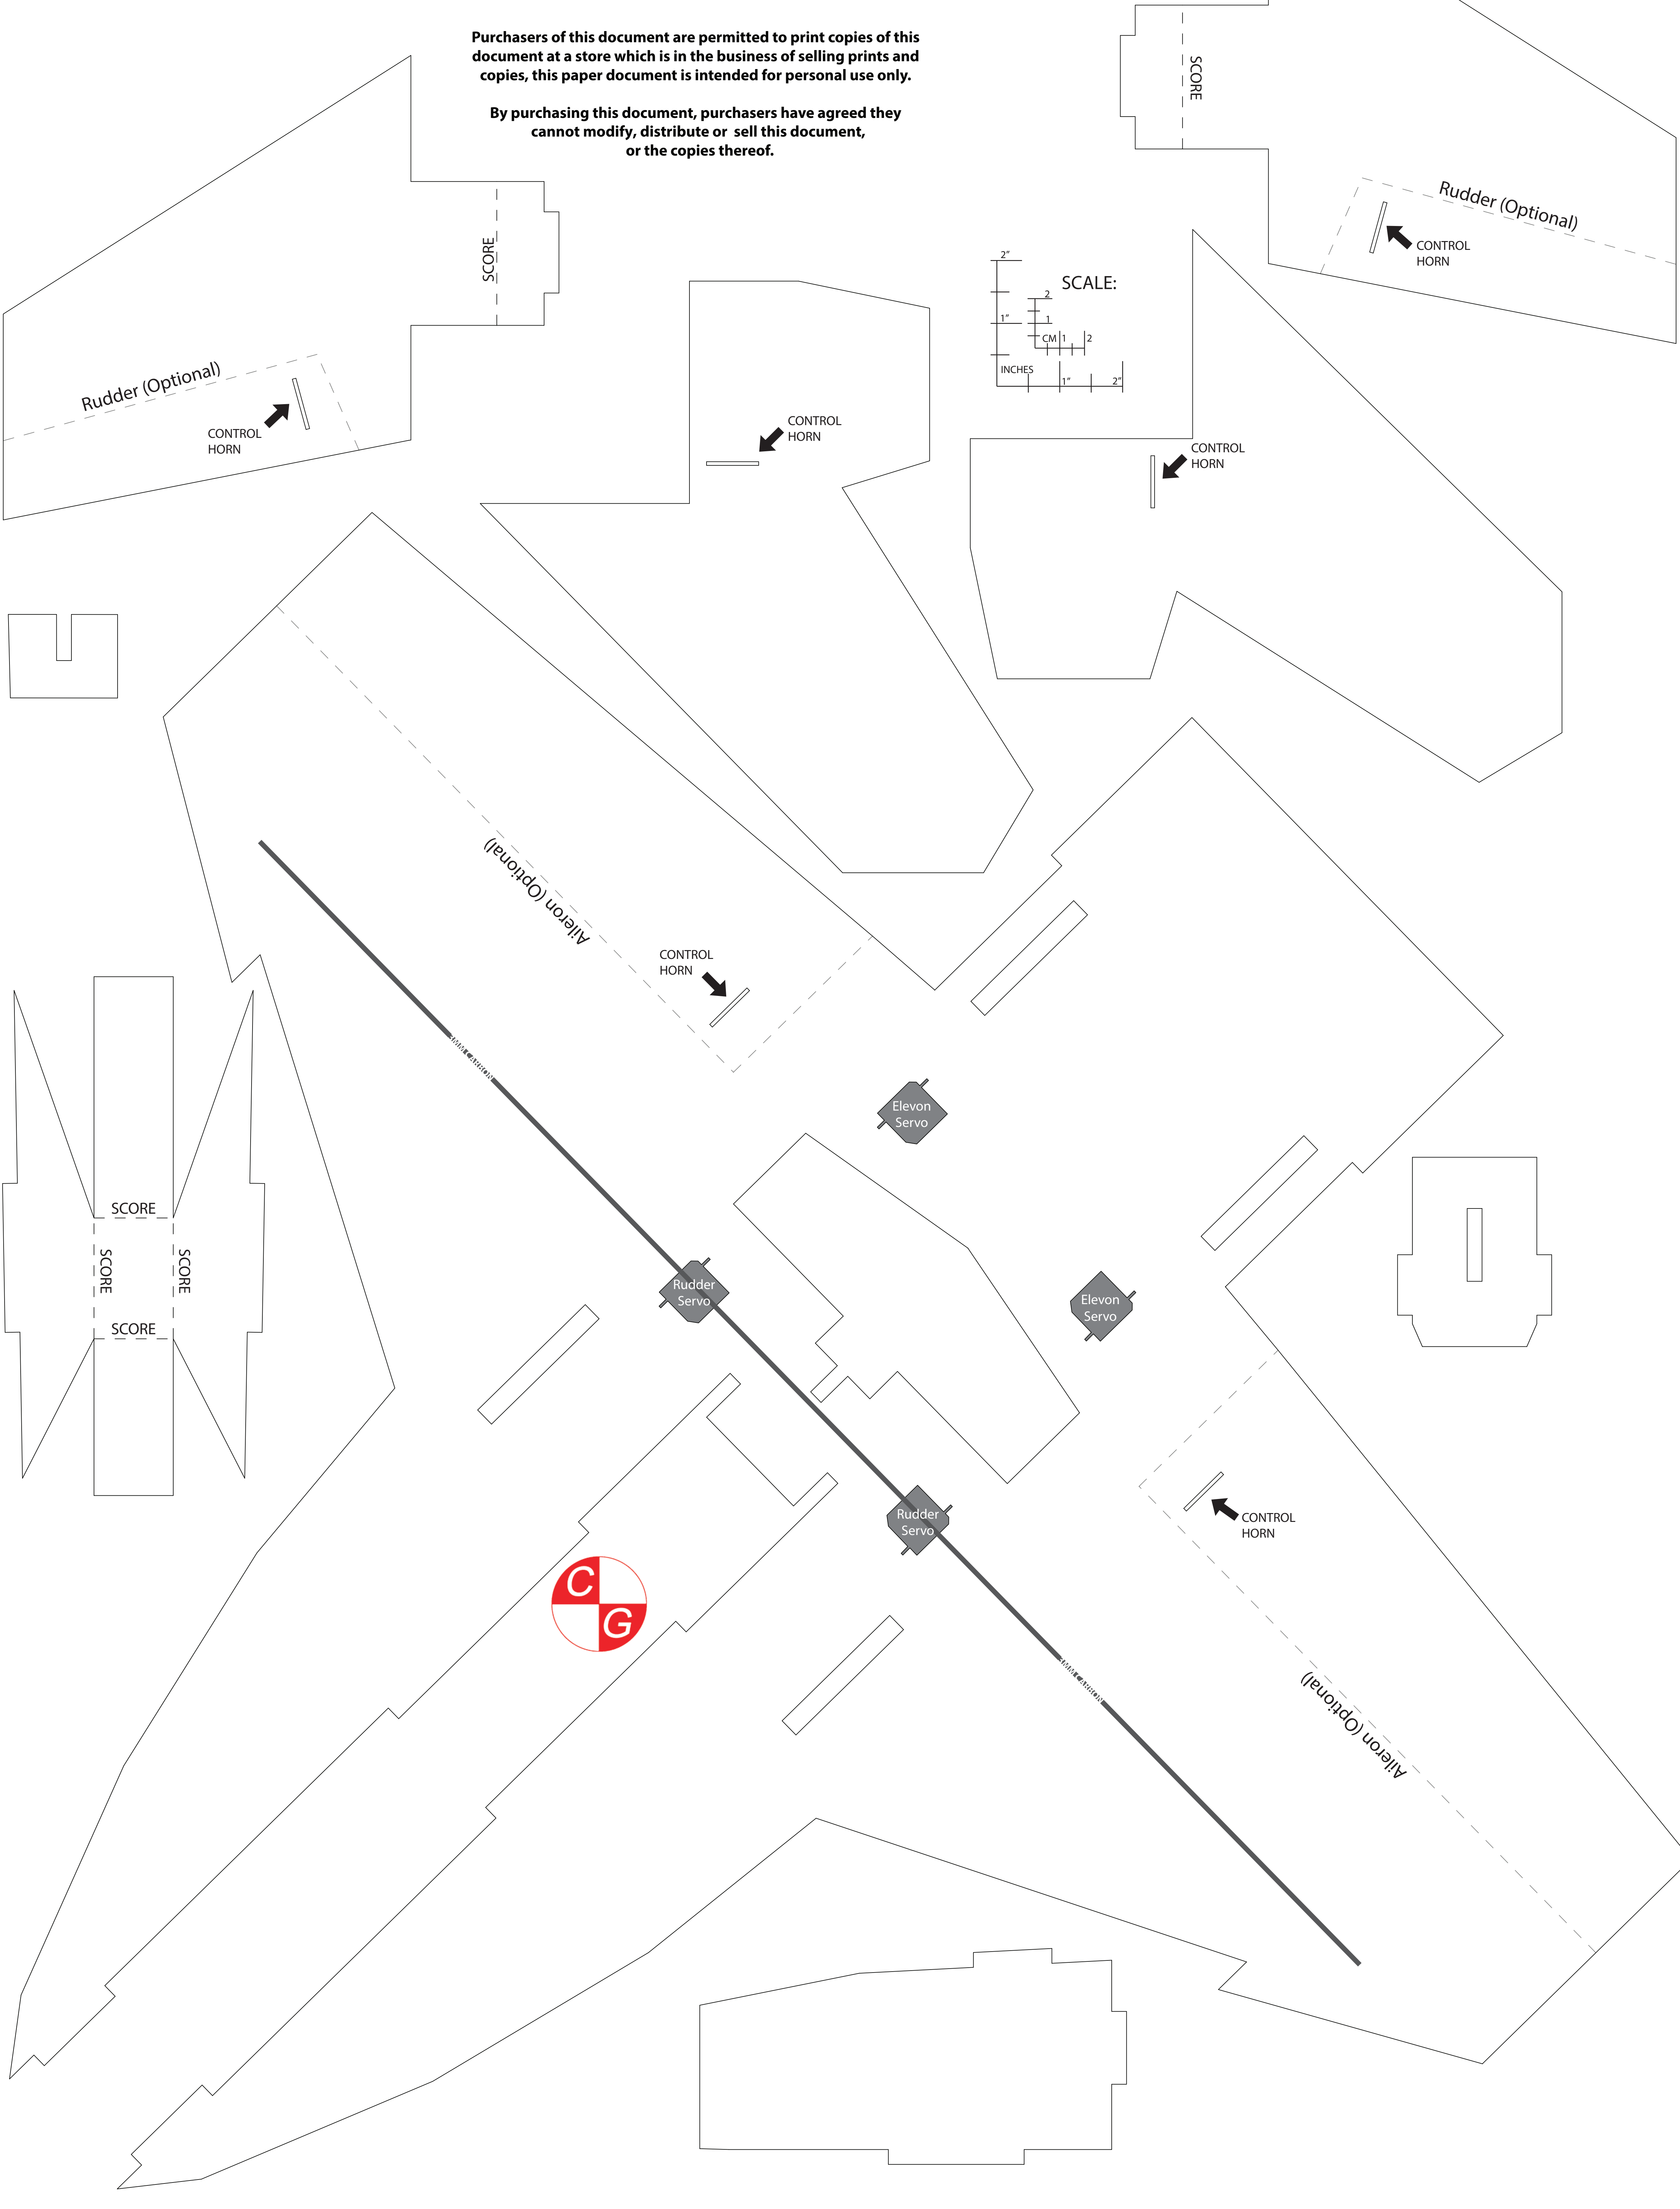 Purchasers of this document are permitted to print copies of this
document at a store which is in the business of selling prints and
copies, this paper document is intended for personal use only.
By purchasing this document, purchasers have agreed they
cannot modify, distribute or sell this document,
or the copies thereof.
SCORE
Rudder (Optional)
CONTROL
HORN
SCORE
2"
SCALE:
2
1"
1
CM 1 2
INCHES
1" 2"
Rudder (Optional)
CONTROL
HORN
CONTROL
HORN
CONTROL
HORN
Aileron (Optional)
CONTROL
HORN
3MM CARBON
Elevon
Servo
SCORE
SCORE
SCORE
SCORE
Rudder
Servo
Elevon
Servo
Rudder
Servo
CONTROL
HORN
C
G
3MM CARBON
Aileron (Optional)